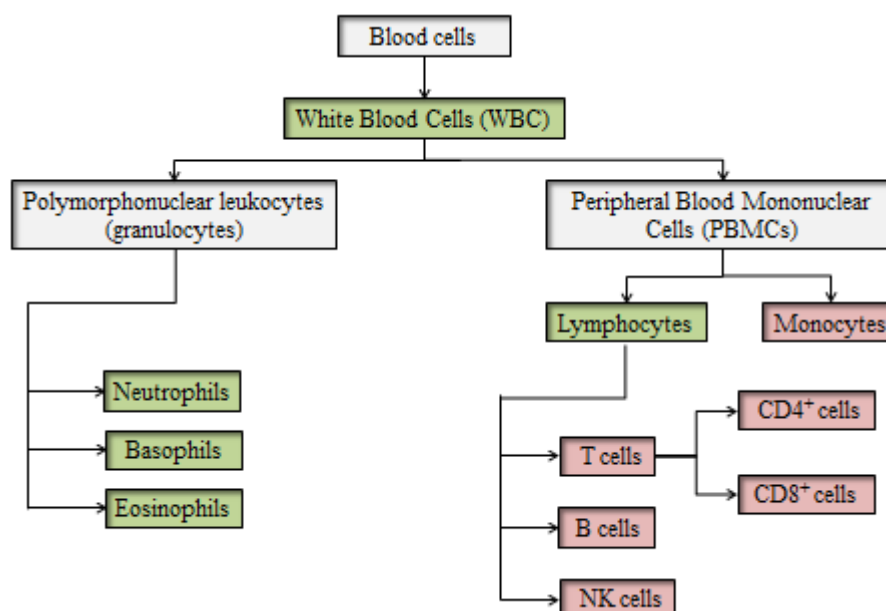 Blood cells
White Blood Cells (WBC)
Polymorphonuclear leukocytes
(granulocytes)
Peripheral Blood Mononuclear
Cells (PBMCs)
Lymphocytes
Monocytes
Neutrophils
Basophils
Eosinophils
T cells
B cells
NK cells
CD4⁺ cells
CD8⁺ cells